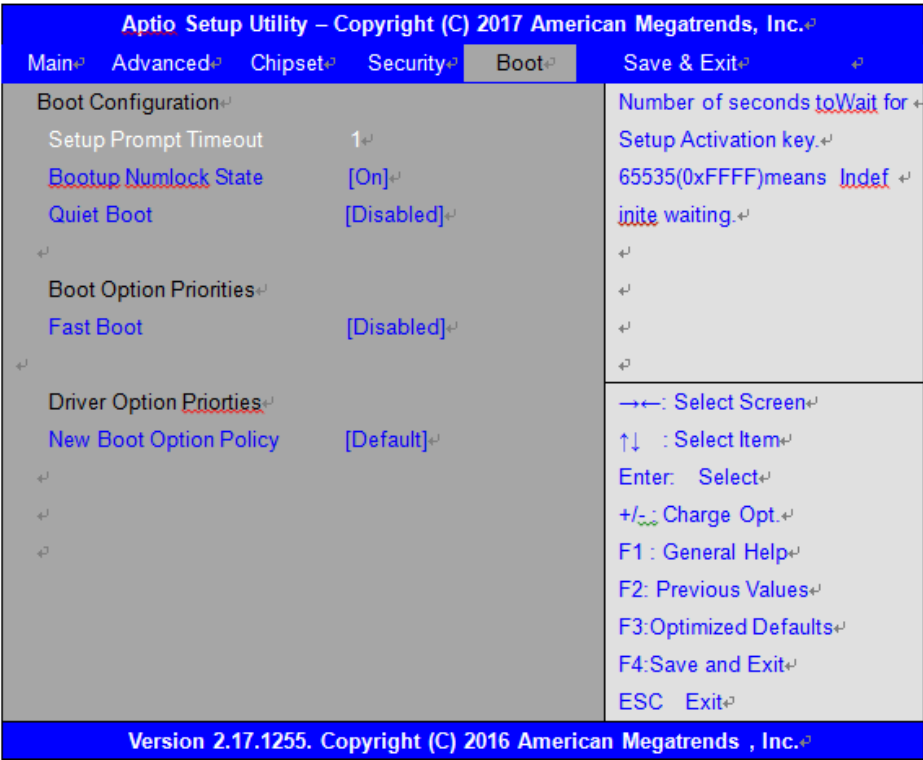 Aptio Setup Utility – Copyright (C) 2017 American Megatrends, Inc.
Main Advanced Chipset Security Boot Save & Exit
Boot Configuration
Setup Prompt Timeout 1
Bootup Numlock State [On]
Quiet Boot [Disabled]
Boot Option Priorities
Fast Boot [Disabled]
Driver Option Priorties
New Boot Option Policy [Default]
Number of seconds toWait for
Setup Activation key.
65535(0xFFFF)means Indef
inite waiting.
→←: Select Screen
↑↓ : Select Item
Enter: Select
+/- : Charge Opt.
F1 : General Help
F2: Previous Values
F3:Optimized Defaults
F4:Save and Exit
ESC Exit
Version 2.17.1255. Copyright (C) 2016 American Megatrends , Inc.